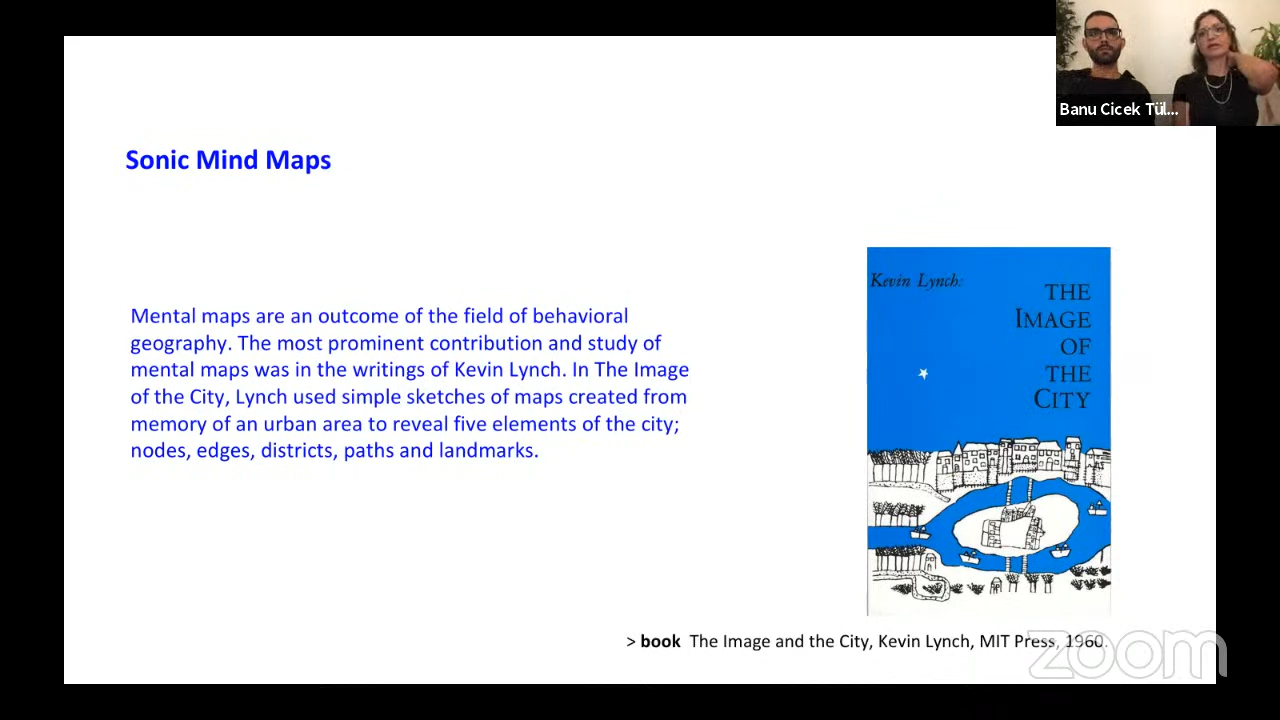 Banu Cicek Tül...
Sonic Mind Maps
Mental maps are an outcome of the field of behavioral
geography. The most prominent contribution and study of
mental maps was in the writings of Kevin Lynch. In The Image
of the City, Lynch used simple sketches of maps created from
memory of an urban area to reveal five elements of the city;
nodes, edges, districts, paths and landmarks.
Kevin Lynch:
THE
IMAGE
OF
THE
CITY
> book The Image and the City, Kevin Lynch, MIT Press, 1960.
zoom